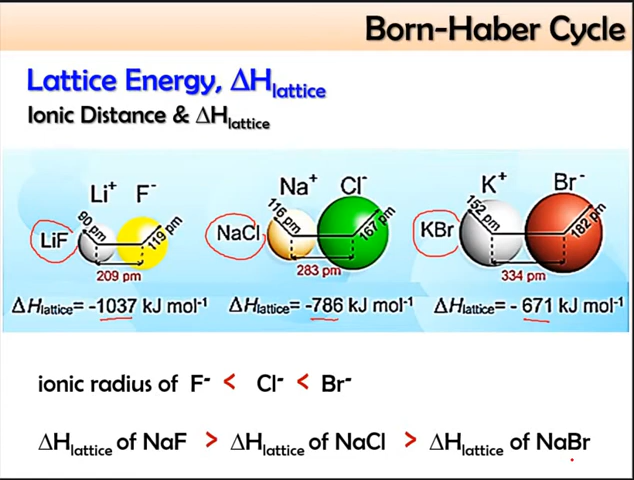 Born-Haber Cycle
Lattice Energy, ΔHlattice
Ionic Distance & ΔHlattice
Li⁺ F⁻ Na⁺ Cl⁻ K⁺ Br⁻
90 pm 119 pm 116 pm 167 pm 152 pm 182 pm
LiF NaCl KBr
209 pm 283 pm 334 pm
ΔHlattice= -1037 kJ mol⁻¹ ΔHlattice= -786 kJ mol⁻¹ ΔHlattice= - 671 kJ mol⁻¹
ionic radius of F⁻ < Cl⁻ < Br⁻
ΔHlattice of NaF > ΔHlattice of NaCl > ΔHlattice of NaBr